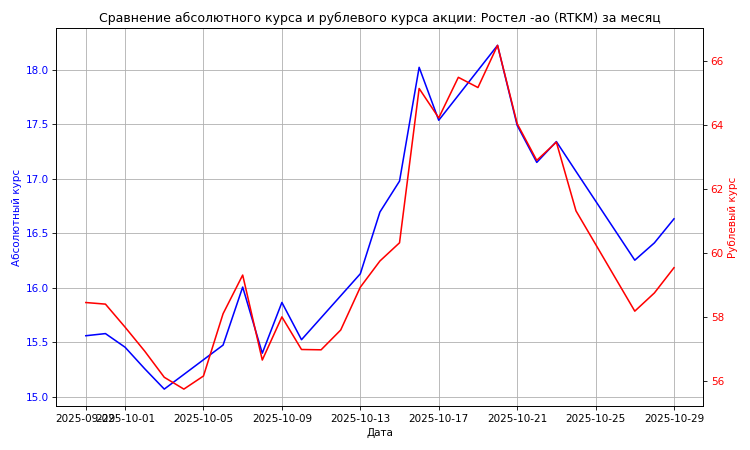 Сравнение абсолютного курса и рублевого курса акции: Ростел -ао (RTKM) за месяц
Абсолютный курс
18.0
17.5
17.0
16.5
16.0
15.5
15.0
66
64
62
60
58
56
Рублевый курс
2025-09-29 2025-10-01 2025-10-05 2025-10-09 2025-10-13 2025-10-17 2025-10-21 2025-10-25 2025-10-29
Дата